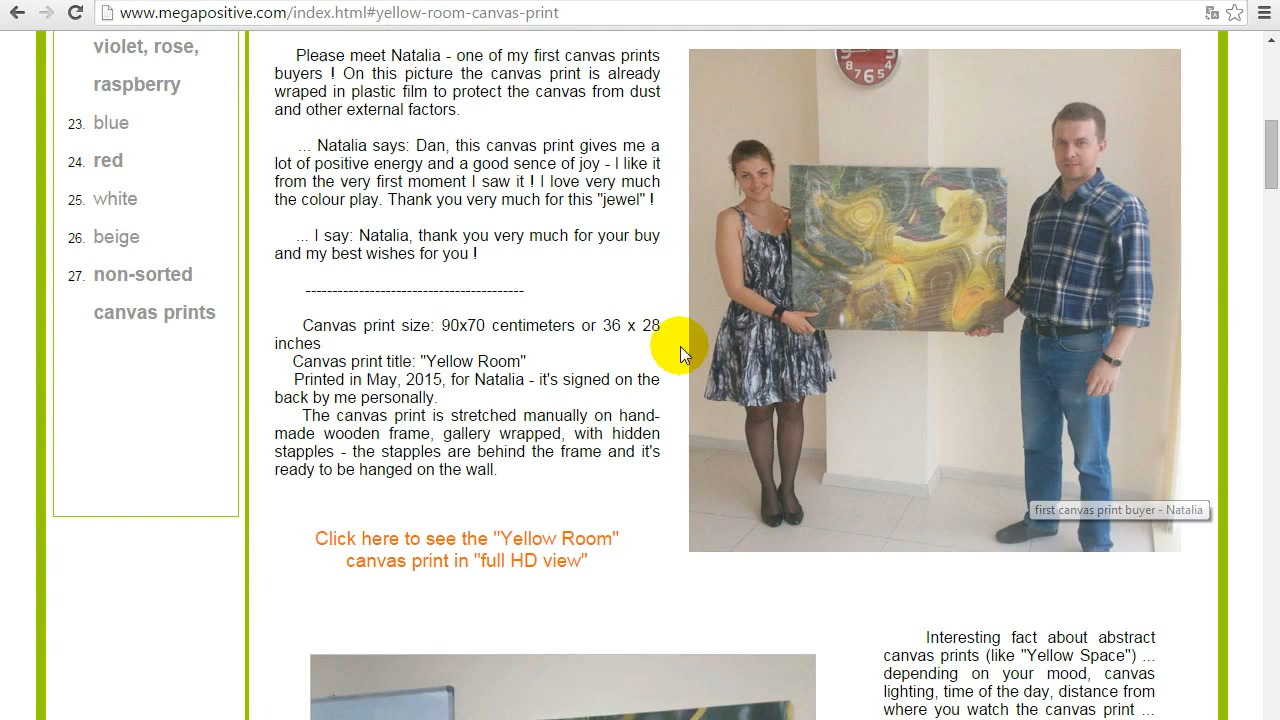 www.megapositive.com/index.html#yellow-room-canvas-print
violet, rose,
raspberry
23. blue
24. red
25. white
26. beige
27. non-sorted
canvas prints
Please meet Natalia - one of my first canvas prints
buyers ! On this picture the canvas print is already
wraped in plastic film to protect the canvas from dust
and other external factors.
... Natalia says: Dan, this canvas print gives me a
lot of positive energy and a good sence of joy - I like it
from the very first moment I saw it ! I love very much
the colour play. Thank you very much for this "jewel" !
... I say: Natalia, thank you very much for your buy
and my best wishes for you !
-----------------------------------------
Canvas print size: 90x70 centimeters or 36 x 28
inches
Canvas print title: "Yellow Room"
Printed in May, 2015, for Natalia - it's signed on the
back by me personally.
The canvas print is stretched manually on hand-
made wooden frame, gallery wrapped, with hidden
stapples - the stapples are behind the frame and it's
ready to be hanged on the wall.
Click here to see the "Yellow Room"
canvas print in "full HD view"
9 3
8 4
7 6 5
first canvas print buyer - Natalia
Interesting fact about abstract
canvas prints (like "Yellow Space") ...
depending on your mood, canvas
lighting, time of the day, distance from
where you watch the canvas print ...